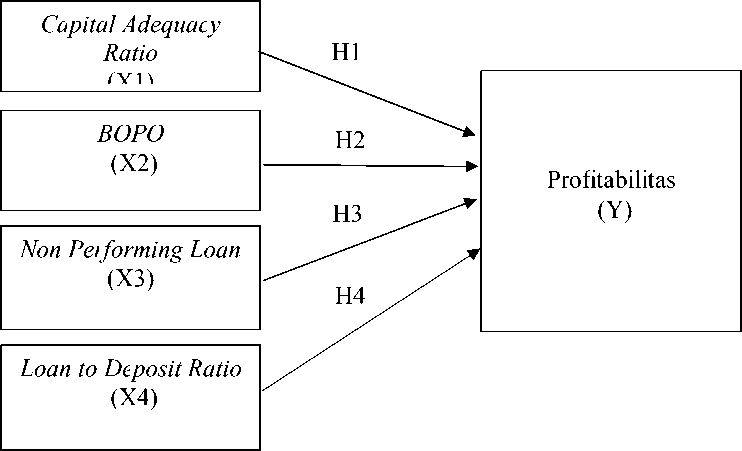 Capital Adequacy
Ratio
(X1)
H1
BOPO
(X2)
H2
Profitabilitas
(Y)
Non Performing Loan
(X3)
H3
H4
Loan to Deposit Ratio
(X4)